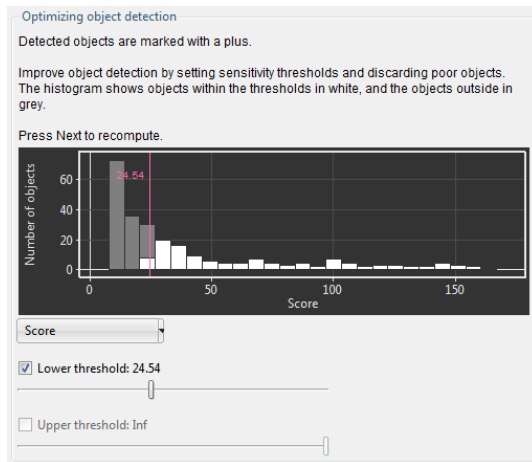 Optimizing object detection
Detected objects are marked with a plus.
Improve object detection by setting sensitivity thresholds and discarding poor objects.
The histogram shows objects within the thresholds in white, and the objects outside in
grey.
Press Next to recompute.
Number of objects
60
40
20
0
24.54
0 50 100 150
Score
Score
Lower threshold: 24.54
Upper threshold: Inf